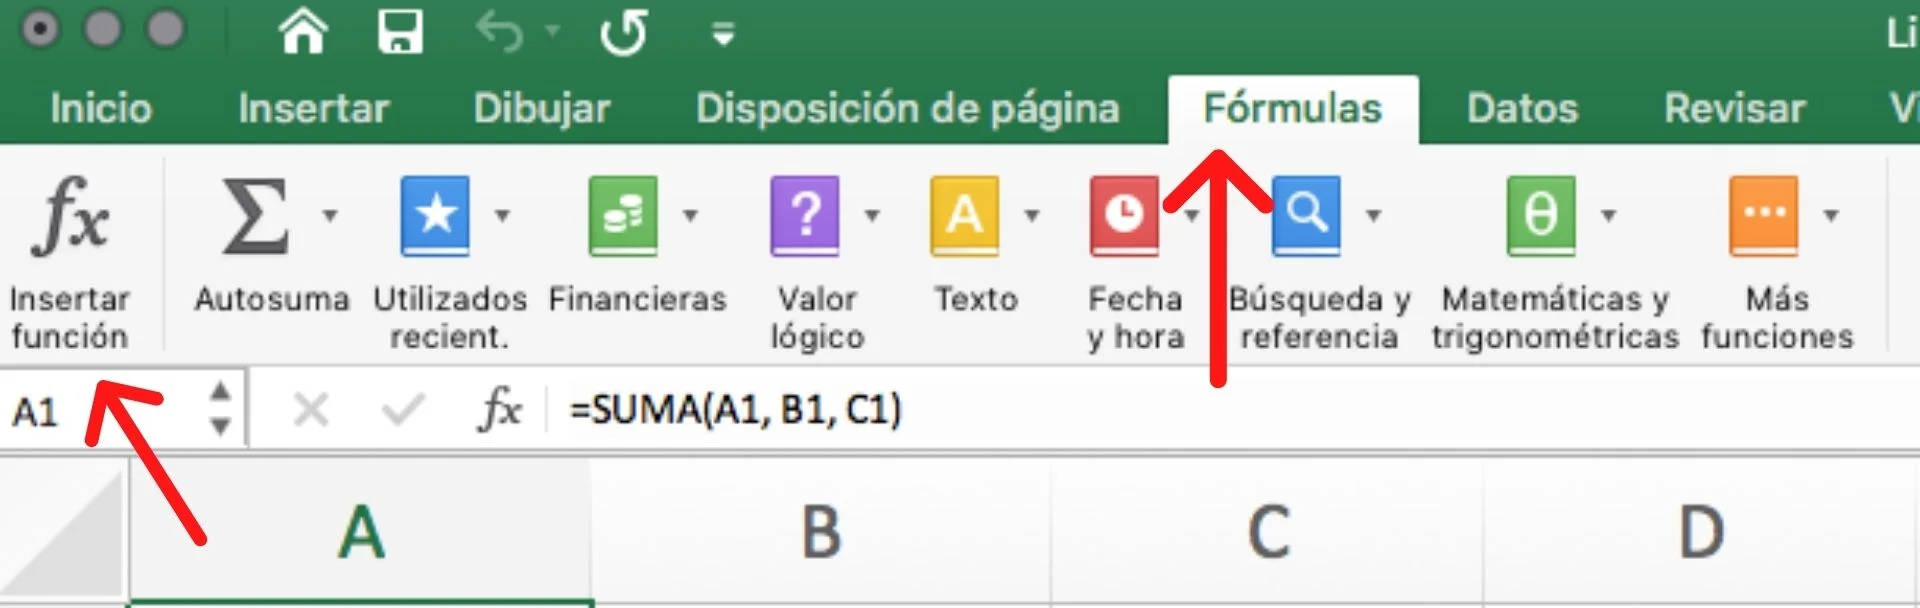 Li
Inicio Insertar Dibujar Disposición de página Fórmulas Datos Revisar
fx
Insertar
función
Autosuma
Utilizados
recient.
Financieras
?
Valor
lógico
A
Texto
Fecha
y hora
Búsqueda y
referencia
θ
Matemáticas y
trigonométricas
Más
funciones
A1 fx =SUMA(A1, B1, C1)
A B C D